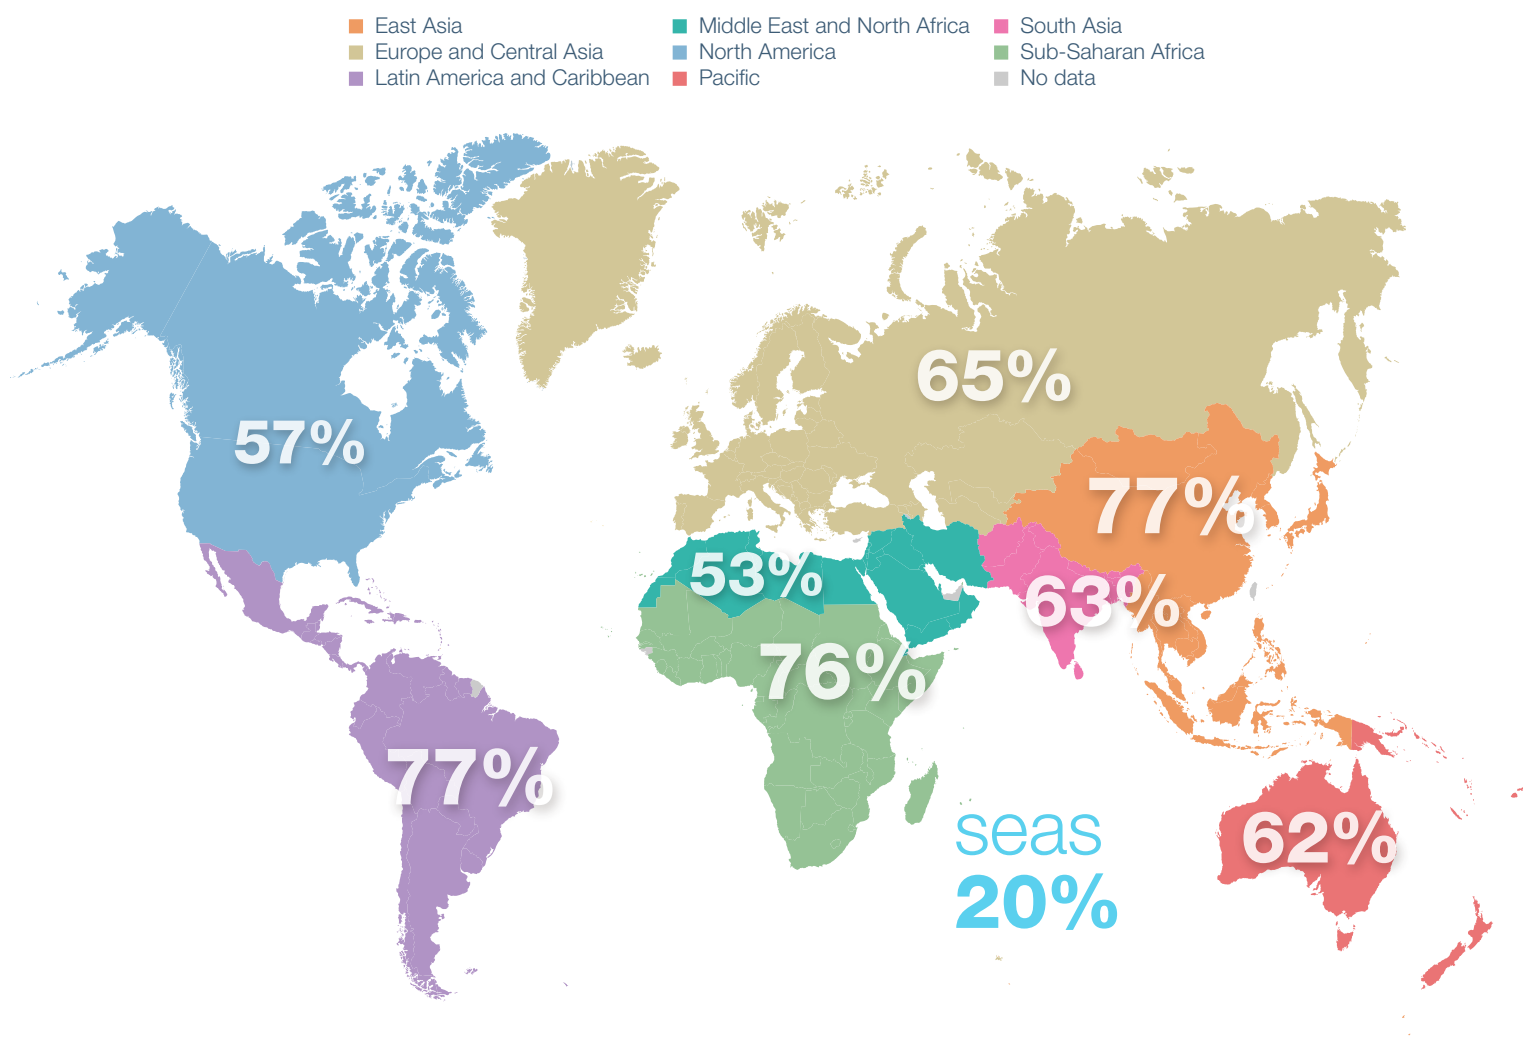 East Asia
Europe and Central Asia
Latin America and Caribbean
Middle East and North Africa
North America
Pacific
South Asia
Sub-Saharan Africa
No data
65%
57%
77%
53%
63%
76%
77%
62%
seas
20%